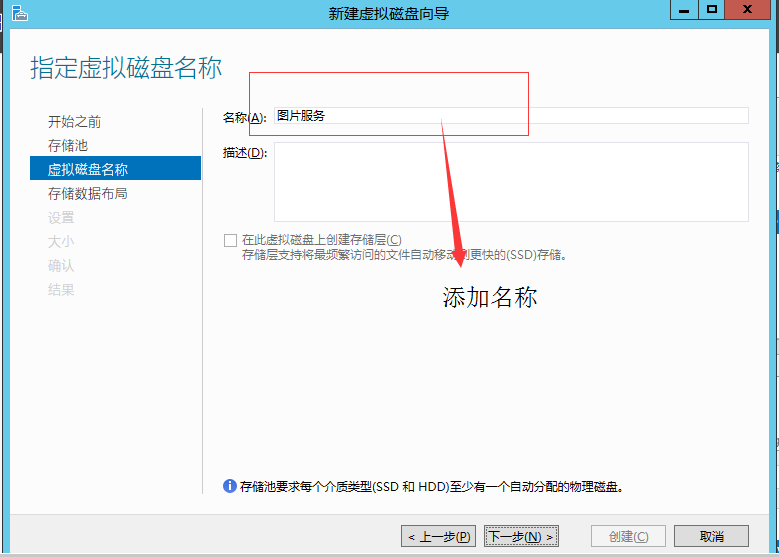 新建虚拟磁盘向导
指定虚拟磁盘名称
开始之前
存储池
虚拟磁盘名称
存储数据布局
设置
大小
确认
结果
名称(A):
图片服务
描述(D):
在此虚拟磁盘上创建存储层(C)
存储层支持将最频繁访问的文件自动移动到更快的(SSD)存储。
添加名称
存储池要求每个介质类型(SSD 和 HDD)至少有一个自动分配的物理磁盘。
< 上一步(P)
下一步(N) >
创建(C)
取消